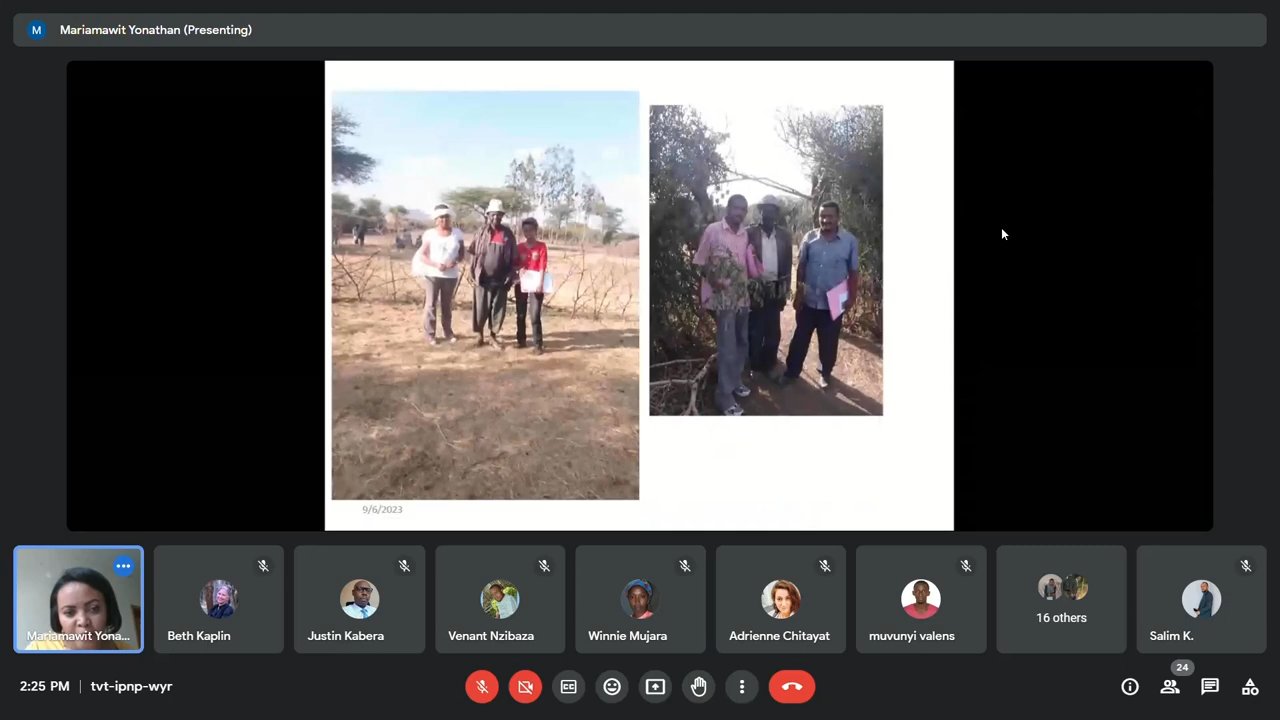 M Mariamawit Yonathan (Presenting)
9/6/2023
Mariamawit Yona...
Beth Kaplin
Justin Kabera
Venant Nzibaza
Winnie Mujara
Adrienne Chitayat
muvunyi valens
16 others
Salim K.
2:25 PM | tvt-ipnp-wyr
CC
24